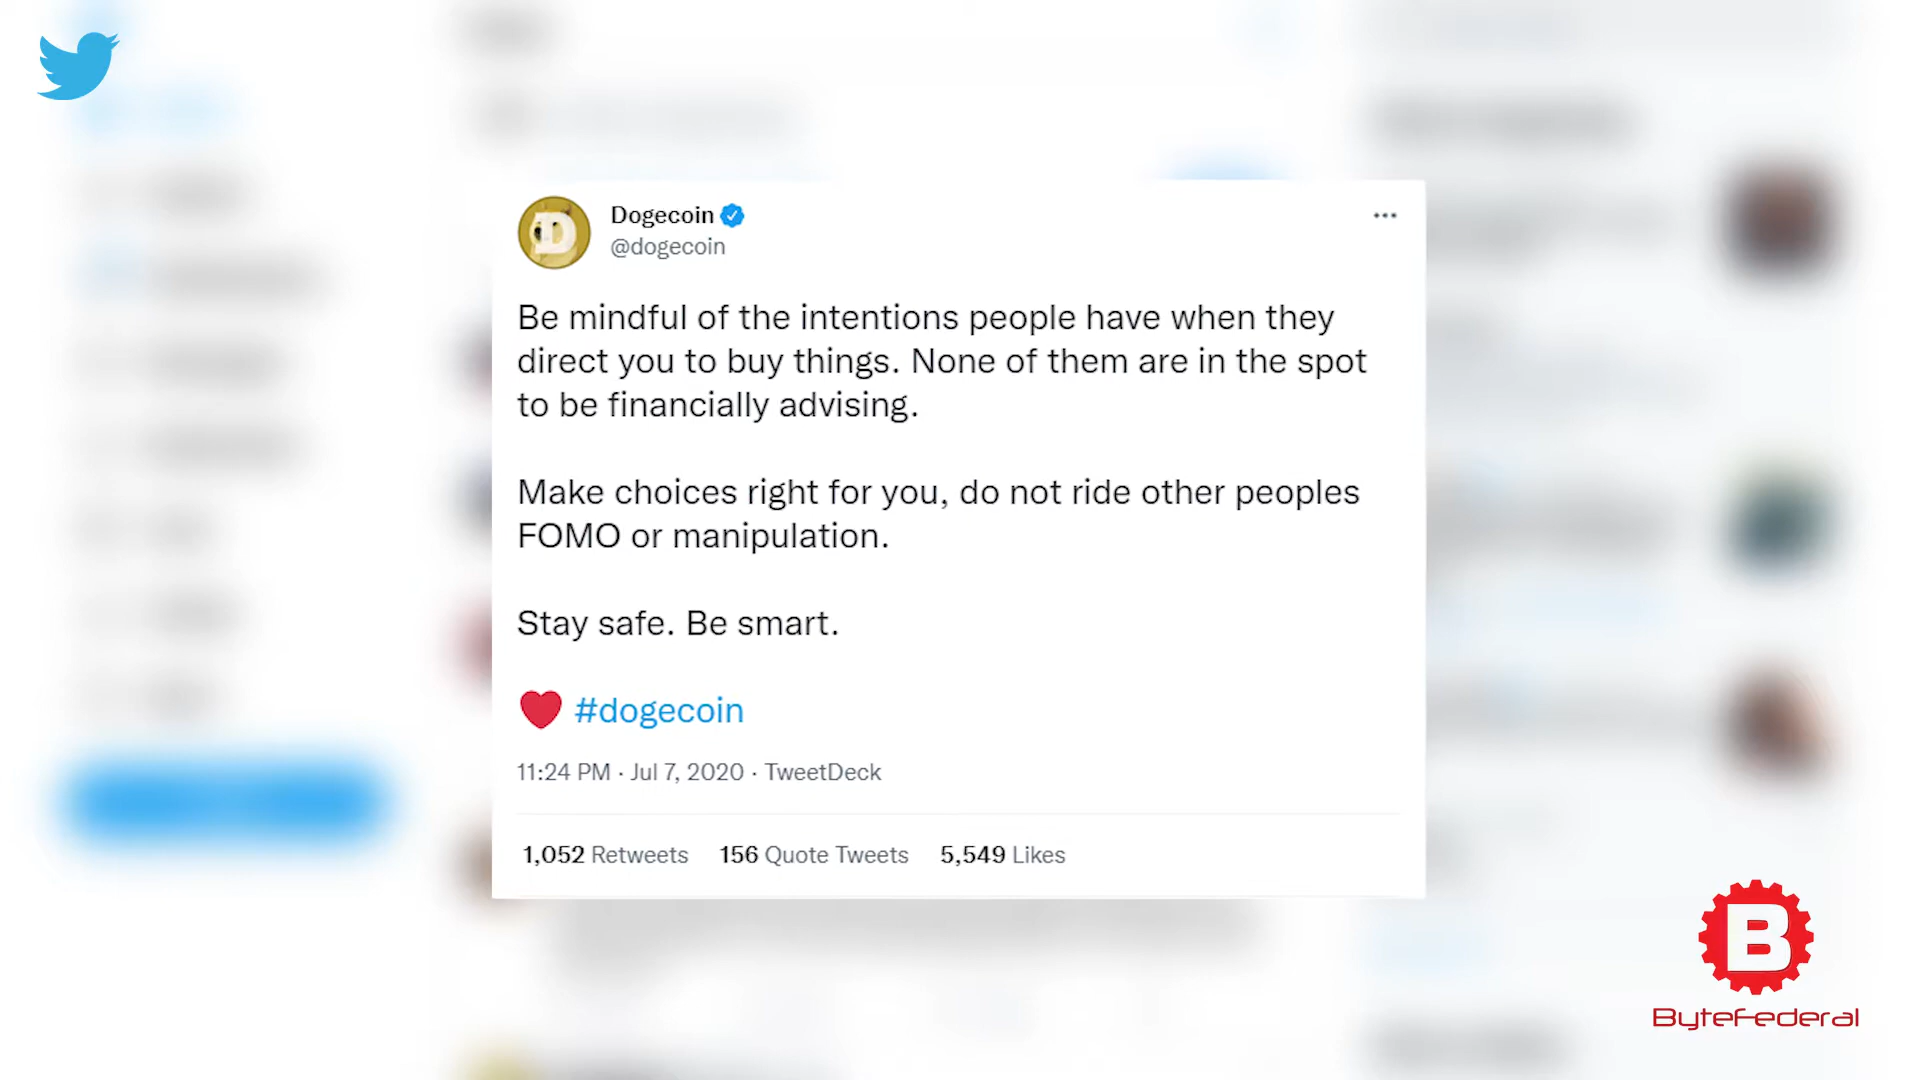 Dogecoin
@dogecoin
Be mindful of the intentions people have when they
direct you to buy things. None of them are in the spot
to be financially advising.
Make choices right for you, do not ride other peoples
FOMO or manipulation.
Stay safe. Be smart.
❤️ #dogecoin
11:24 PM · Jul 7, 2020 · TweetDeck
1,052 Retweets 156 Quote Tweets 5,549 Likes
B
ByteFederal